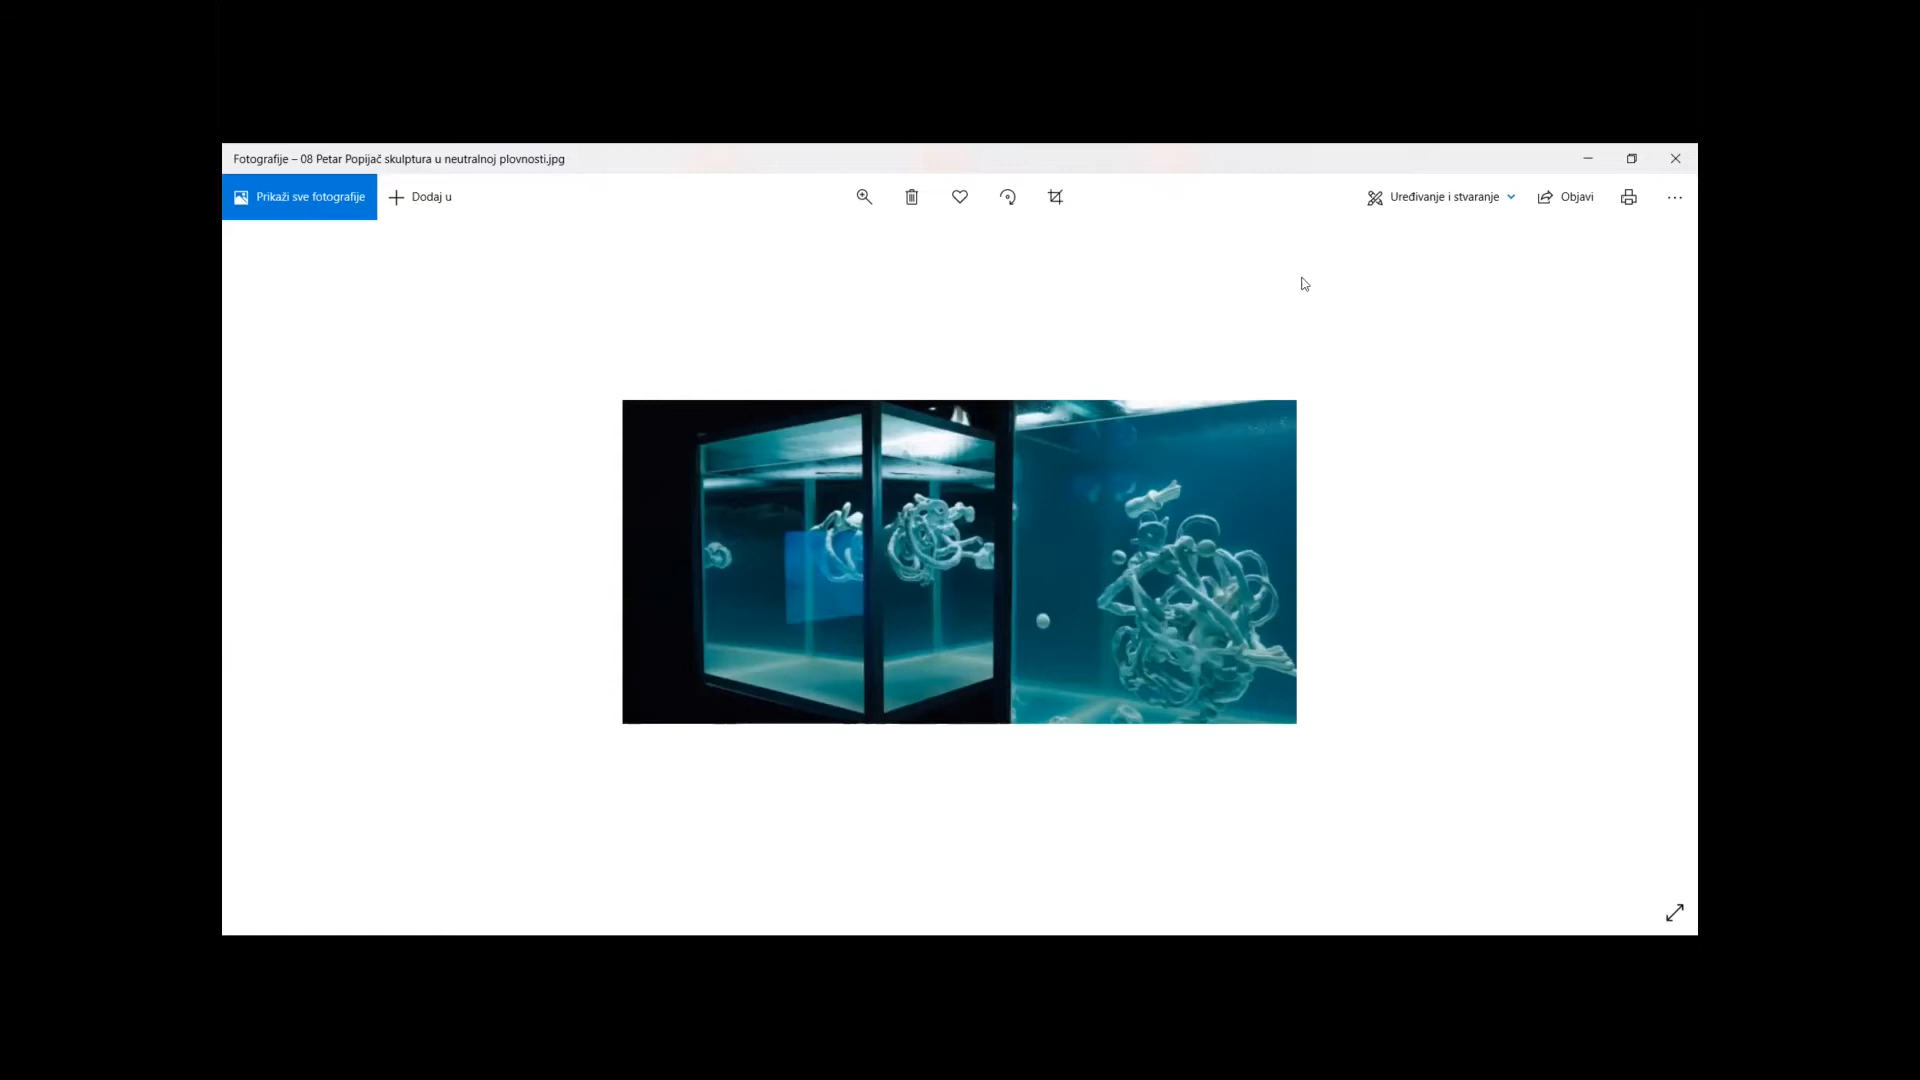 Fotografije – 08 Petar Popijač skulptura u neutralnoj plovnosti.jpg
Prikaži sve fotografije
Dodaj u
Uređivanje i stvaranje
Objavi